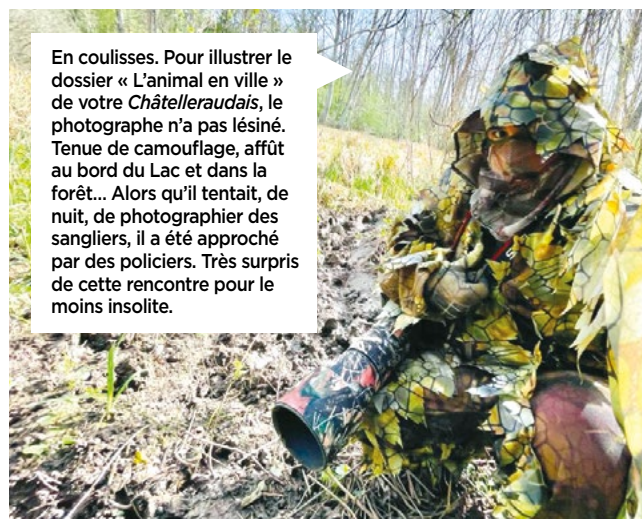 En coulisses. Pour illustrer le
dossier « L’animal en ville »
de votre Châtelleraudais, le
photographe n’a pas lésiné.
Tenue de camouflage, affût
au bord du Lac et dans la
forêt... Alors qu’il tentait, de
nuit, de photographier des
sangliers, il a été approché
par des policiers. Très surpris
de cette rencontre pour le
moins insolite.